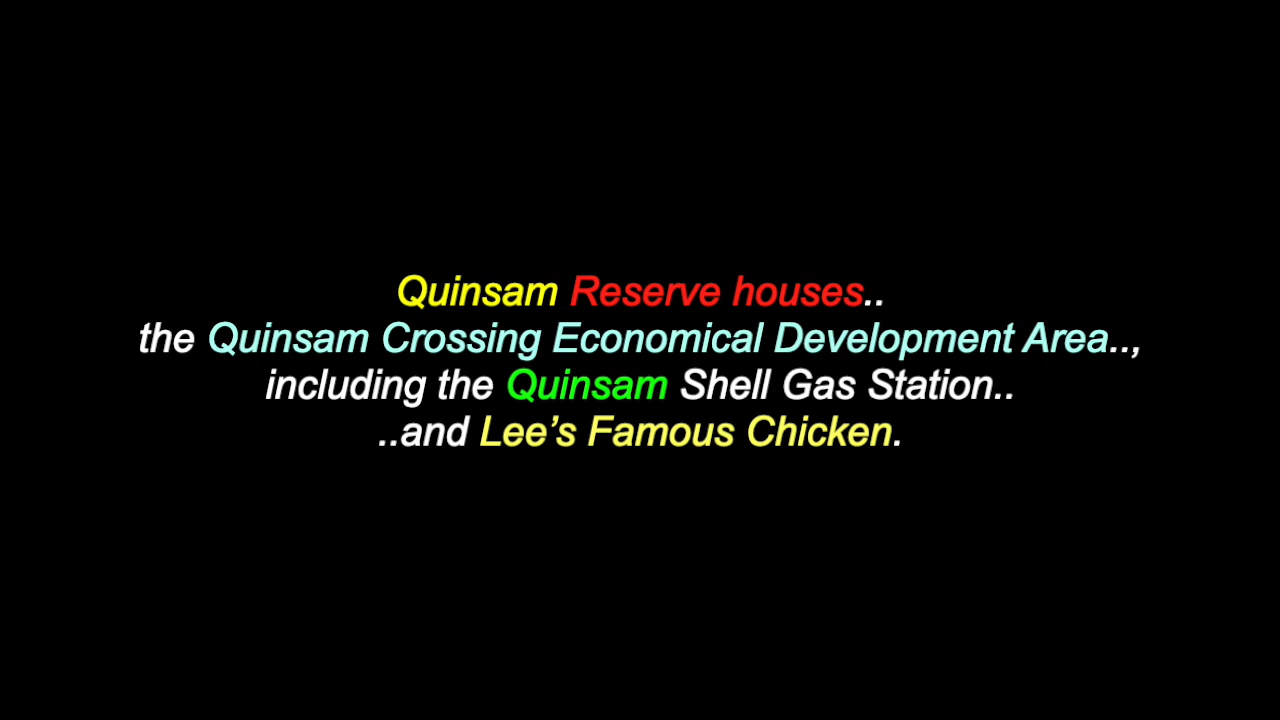 Quinsam Reserve houses..
the Quinsam Crossing Economical Development Area..,
including the Quinsam Shell Gas Station..
..and Lee’s Famous Chicken.